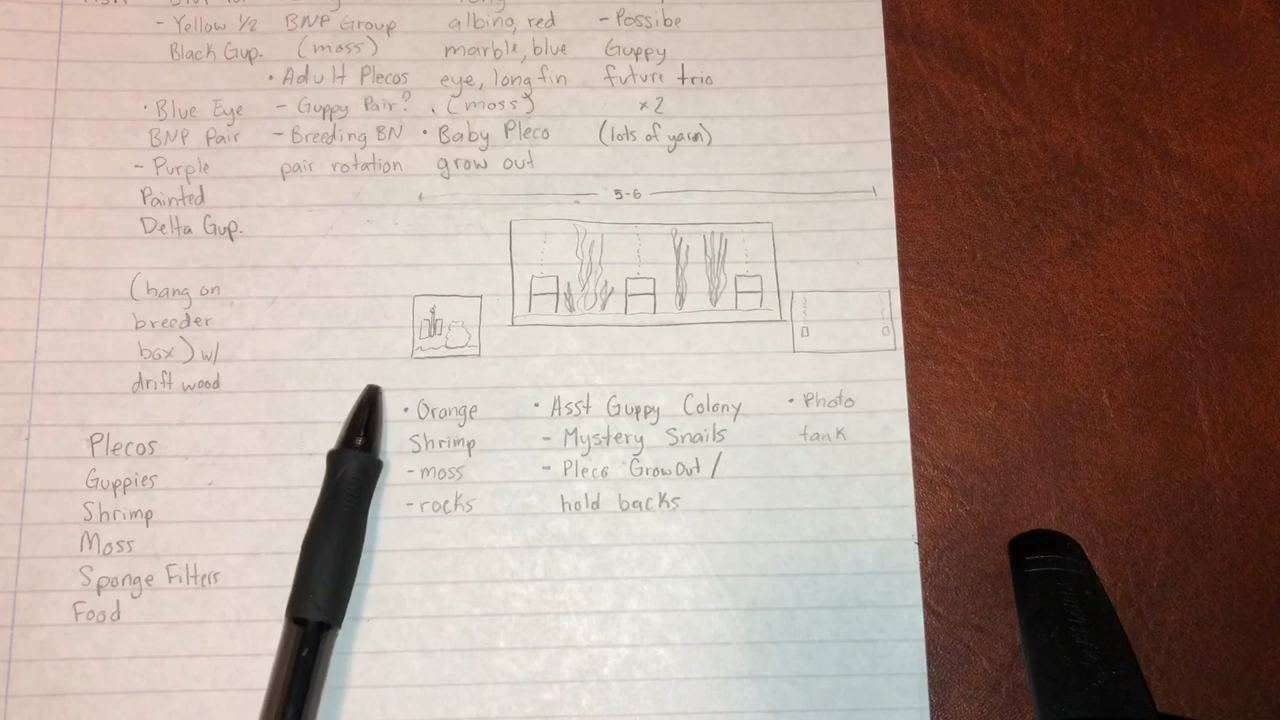 - Yellow 1/2
Black Gup.
· Blue Eye
BNP Pair
- Purple
Painted
Delta Gup.
(hang on
breeder
box) w/
drift wood
BNP Group
(moss)
· Adult Plecos
- Guppy Pair?
- Breeding BN
pair rotation
albino, red
marble, blue
eye, long fin
(moss)
· Baby Pleco
grow out
- Possibe
Guppy
future trio
x2
(lots of yarn)
5-6
· Orange
Shrimp
- moss
- rocks
· Asst Guppy Colony
- Mystery Snails
- Pleco GrowOut /
hold backs
· Photo
tank
Plecos
Guppies
Shrimp
Moss
Sponge Filters
Food